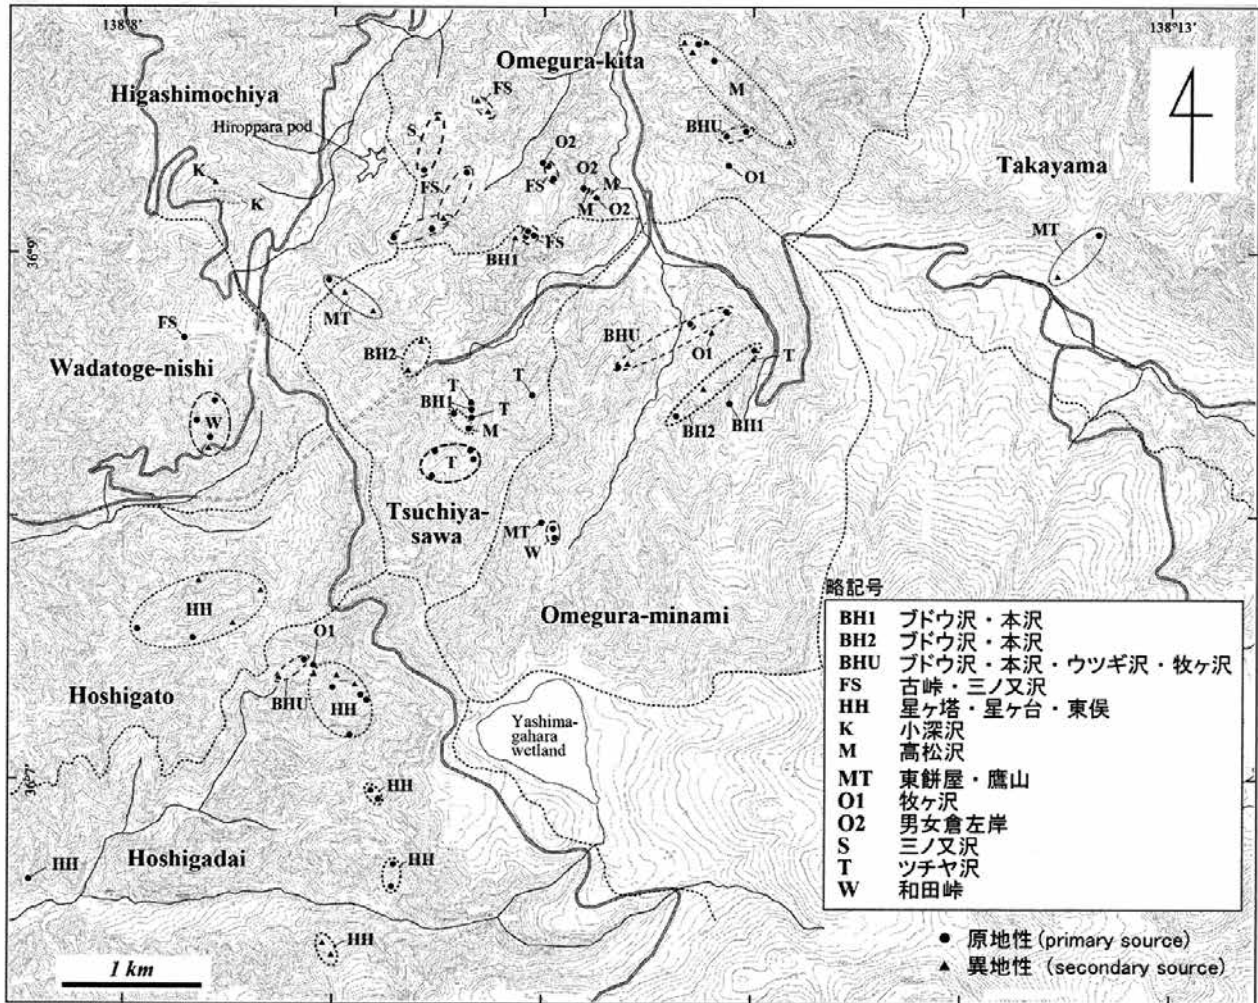 138°8′
138°13′
Omegura-kita
Higashimochiya
FS
M
Hiroppara pod
S
BHU
O2
K
O2
M
O1
Takayama
K
FS
FS
M
O2
36°9′
MT
BH1
FS
MT
FS
BHU
O1
Wadatoge-nishi
BH2
T
T
T
BH1
T
W
M
BH2
BH1
T
Tsuchiya-
sawa
MT
W
略記号
HH
Omegura-minami
BH1 ブドウ沢・本沢
BH2 ブドウ沢・本沢
BHU ブドウ沢・本沢・ウツギ沢・牧ヶ沢
FS 古峠・三ノ又沢
HH 星ヶ塔・星ヶ台・東俣
K 小深沢
M 高松沢
MT 東餅屋・鷹山
O1 牧ヶ沢
O2 男女倉左岸
S 三ノ又沢
T ツチヤ沢
W 和田峠
O1
Hoshigato
BHU
HH
Yashima-
gahara
wetland
36°7′
HH
Hoshigadai
HH
HH
HH
● 原地性 (primary source)
▲ 異地性 (secondary source)
1 km